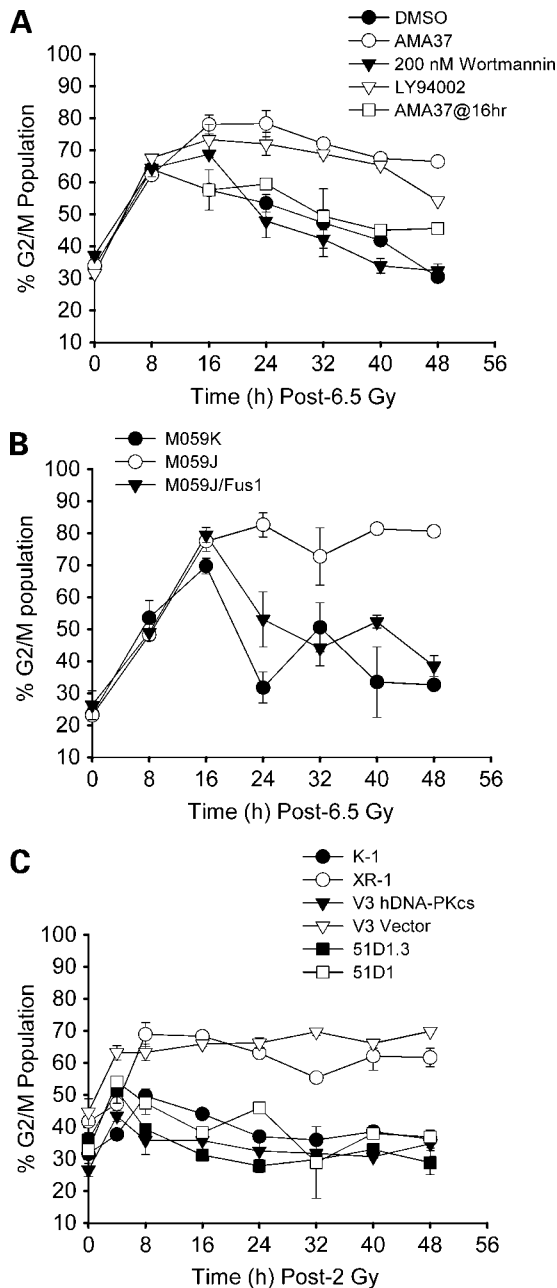 A
DMSO
AMA37
200 nM Wortmannin
LY94002
AMA37@16hr
100
90
80
70
60
50
40
30
20
10
% G2/M Population
0 8 16 24 32 40 48 56
Time (h) Post-6.5 Gy
B
M059K
M059J
M059J/Fus1
100
90
80
70
60
50
40
30
20
10
% G2/M population
0 8 16 24 32 40 48 56
Time (h) Post-6.5 Gy
C
K-1
XR-1
V3 hDNA-PKcs
V3 Vector
51D1.3
51D1
100
90
80
70
60
50
40
30
20
10
% G2/M Population
0 8 16 24 32 40 48 56
Time (h) Post-2 Gy